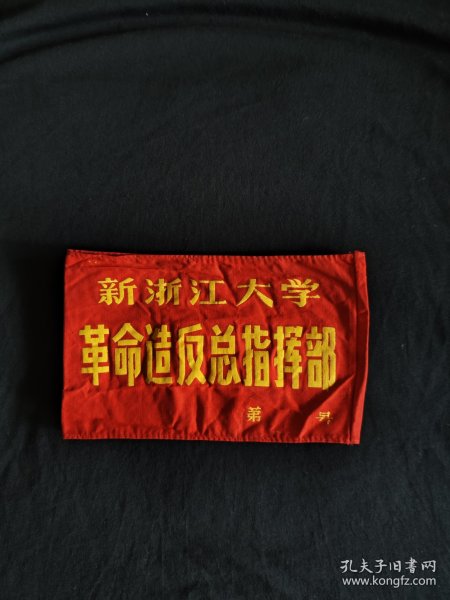 新浙江大学
革命造反总指挥部
第 号
孔夫子旧书网
www.kongfz.com